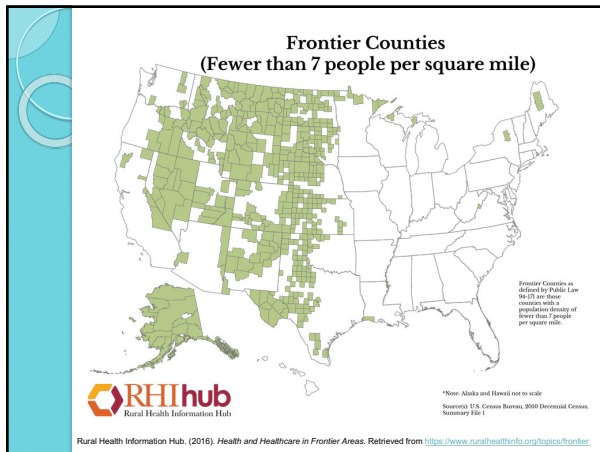 Frontier Counties
(Fewer than 7 people per square mile)
Frontier Counties as
defined by Public Law
94-171 are those
counties with a
population density of
fewer than 7 people
per square mile.
RHIhub
Rural Health Information Hub
*Note: Alaska and Hawaii not to scale
Source(s): U.S. Census Bureau, 2010 Decennial Census,
Summary File 1
Rural Health Information Hub. (2016). Health and Healthcare in Frontier Areas. Retrieved from https://www.ruralhealthinfo.org/topics/frontier